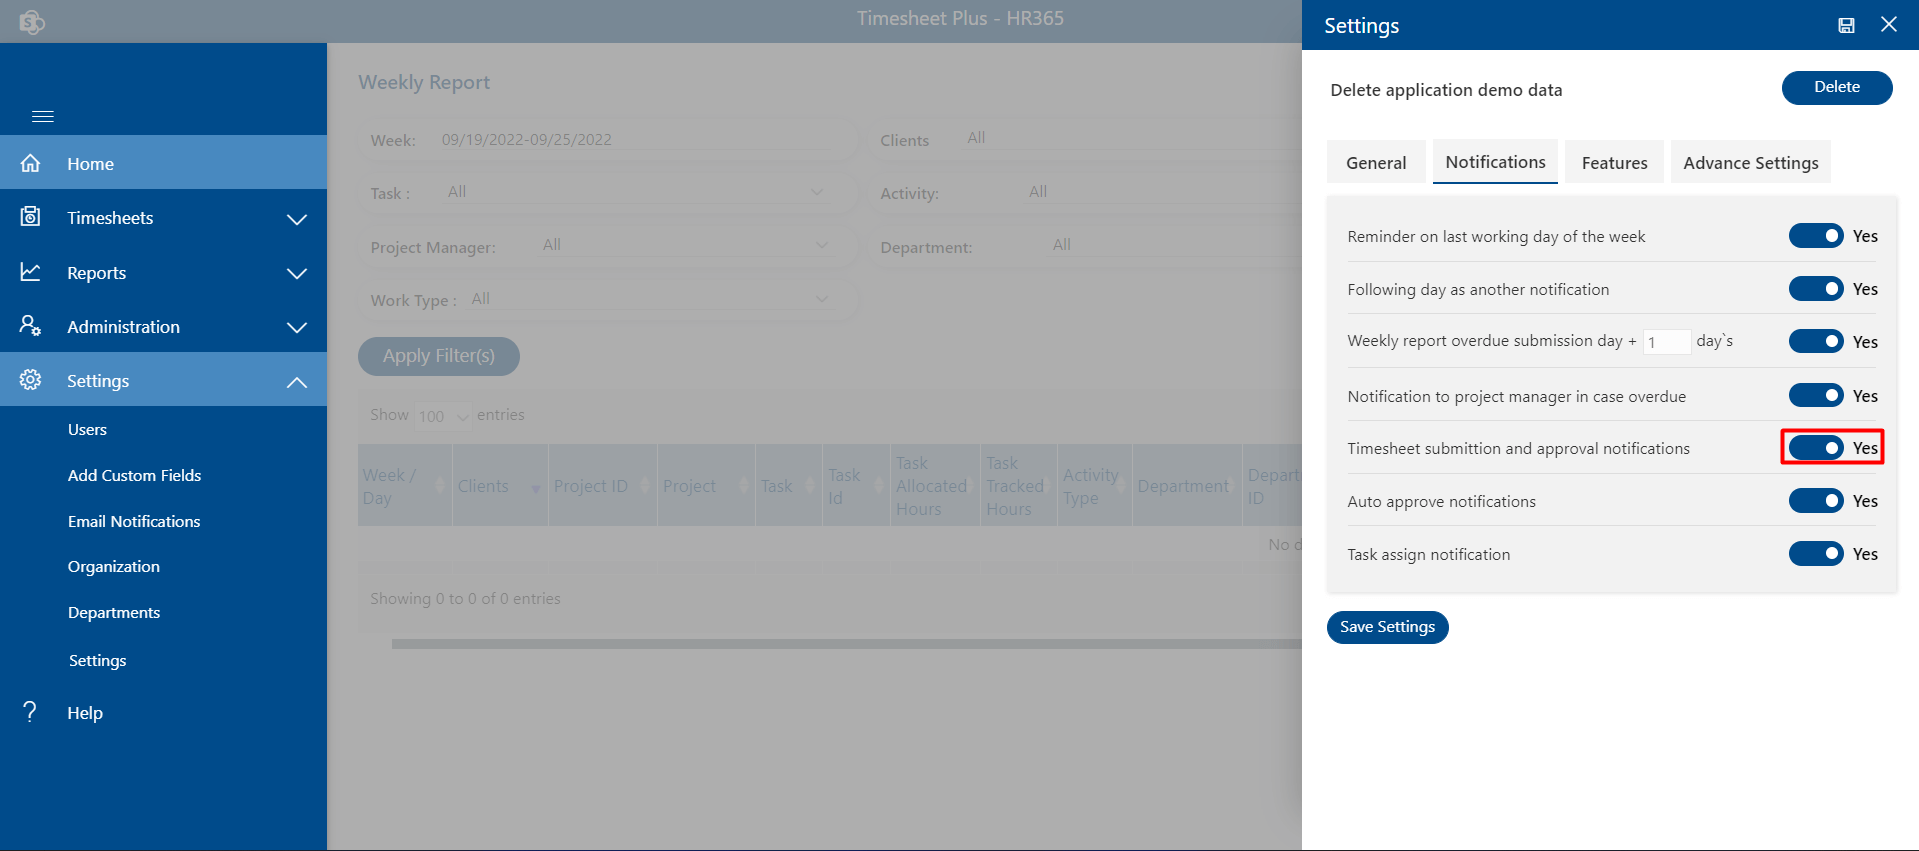 Timesheet Plus - HR365
Home
Timesheets
Reports
Administration
Settings
Users
Add Custom Fields
Email Notifications
Organization
Departments
Settings
Help
Weekly Report
Week: 09/19/2022-09/25/2022
Clients All
Task : All
Activity: All
Project Manager: All
Department: All
Work Type : All
Apply Filter(s)
Show 100 entries
Week / Day
Clients
Project ID
Project
Task
Task Id
Task Allocated Hours
Task Tracked Hours
Activity Type
Department
ID
No
Showing 0 to 0 of 0 entries
Settings
Delete application demo data Delete
General Notifications Features Advance Settings
Reminder on last working day of the week Yes
Following day as another notification Yes
Weekly report overdue submission day + 1 day`s Yes
Notification to project manager in case overdue Yes
Timesheet submittion and approval notifications Yes
Auto approve notifications Yes
Task assign notification Yes
Save Settings